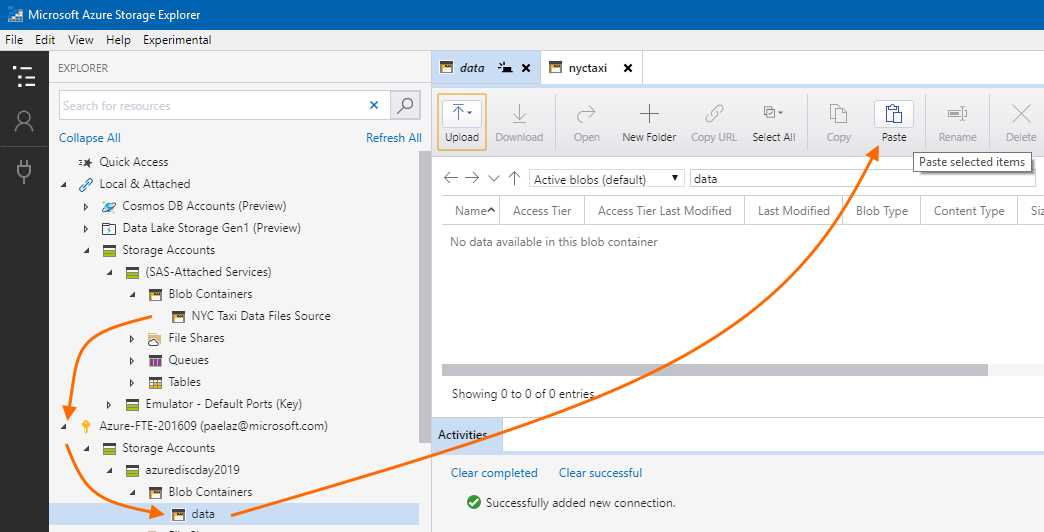 Microsoft Azure Storage Explorer
File Edit View Help Experimental
EXPLORER
Search for resources
Collapse All Refresh All
Quick Access
Local & Attached
Cosmos DB Accounts (Preview)
Data Lake Storage Gen1 (Preview)
Storage Accounts
(SAS-Attached Services)
Blob Containers
NYC Taxi Data Files Source
File Shares
Queues
Tables
Emulator - Default Ports (Key)
Azure-FTE-201609 (paelaz@microsoft.com)
Storage Accounts
azurediscday2019
Blob Containers
data
data nyctaxi
Upload Download Open New Folder Copy URL Select All Copy Paste Rename Delete
Paste selected items
Active blobs (default) data
Name Access Tier Access Tier Last Modified Last Modified Blob Type Content Type Siz
No data available in this blob container
Showing 0 to 0 of 0 entries
Activities
Clear completed Clear successful
Successfully added new connection.